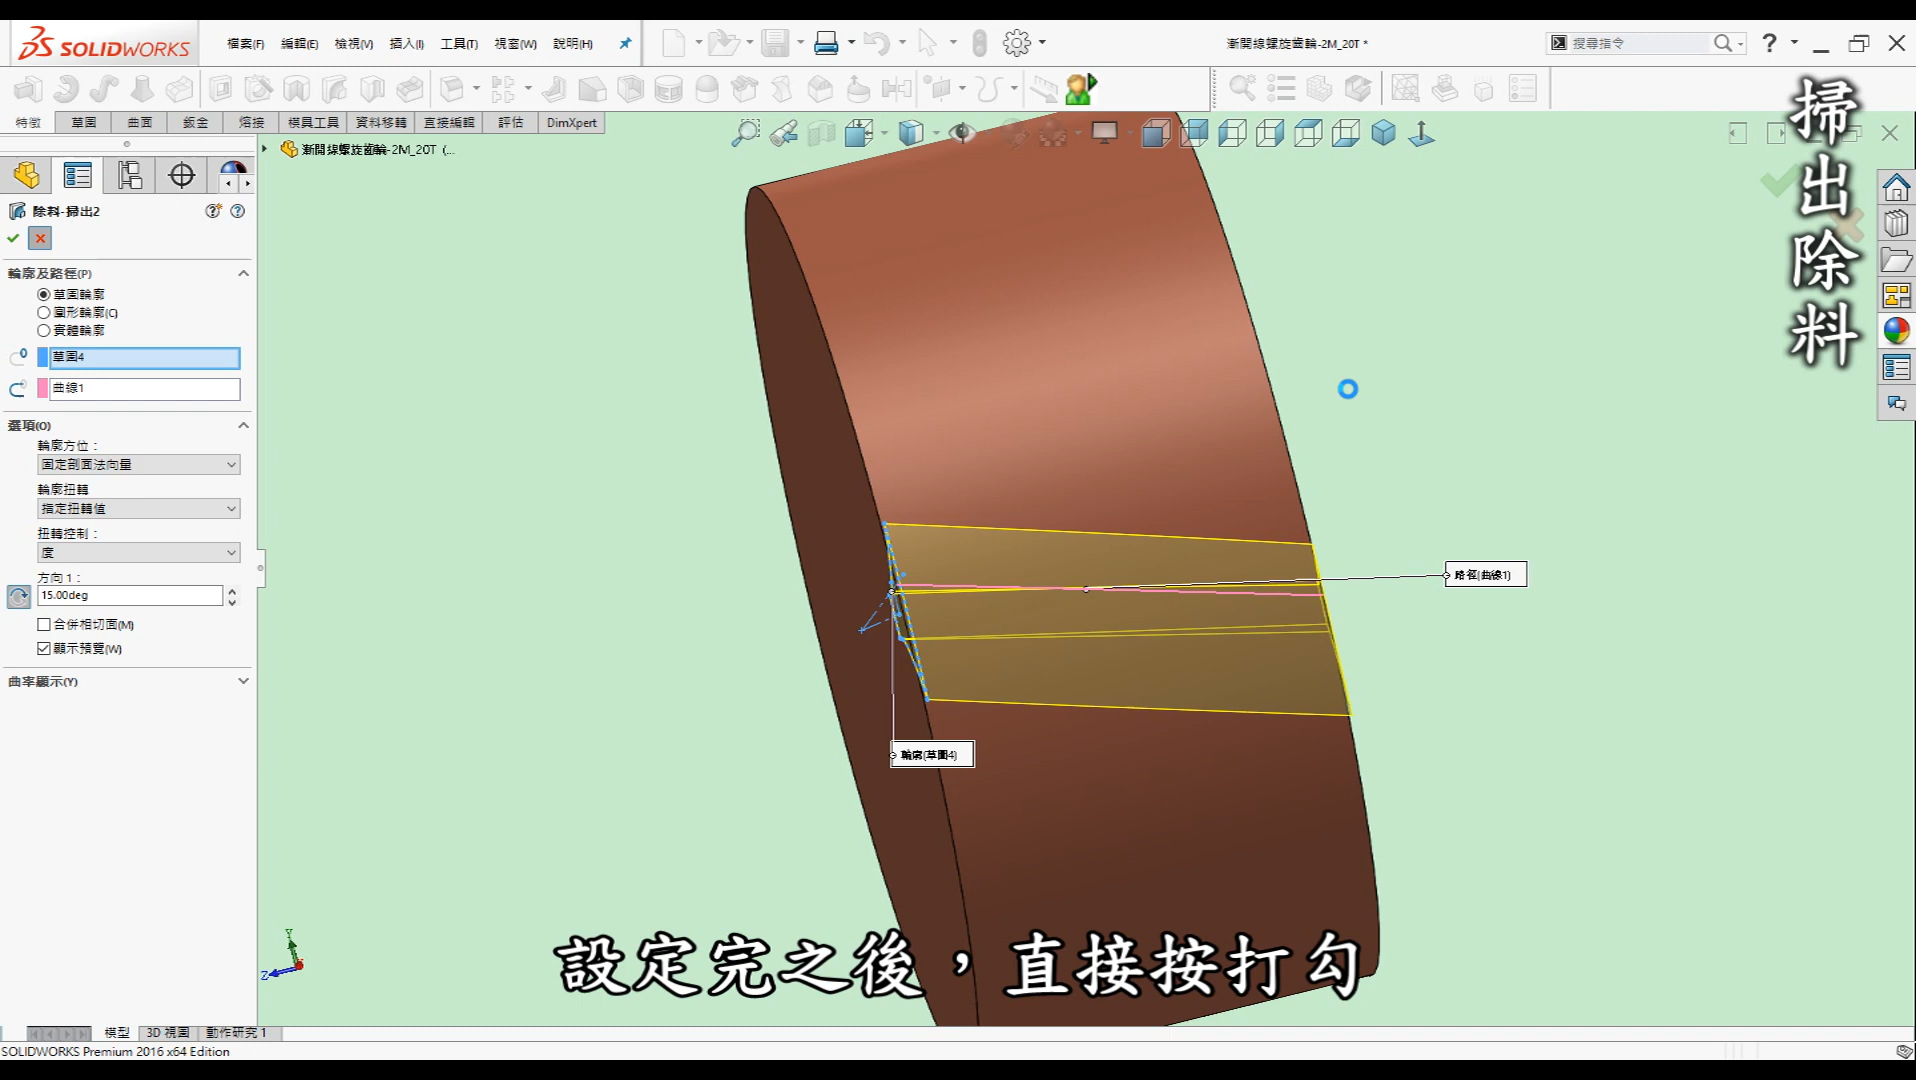 SOLIDWORKS
檔案(F) 編輯(E) 檢視(V) 插入(I) 工具(T) 視窗(W) 說明(H)
漸開線螺旋齒輪-2M_20T *
搜尋指令
特徵 草圖 曲面 鈑金 熔接 模具工具 資料移轉 直接編輯 評估 DimXpert
漸開線螺旋齒輪-2M_20T (...
除料-掃出2
輪廓及路徑(P)
草圖輪廓
圓形輪廓(C)
實體輪廓
草圖4
曲線1
選項(O)
輪廓方位：
固定剖面法向量
輪廓扭轉
指定扭轉值
扭轉控制：
度
方向 1：
15.00deg
合併相切面(M)
顯示預覽(W)
曲率顯示(Y)
路徑(曲線1)
輪廓(草圖4)
掃出除料
Y
Z
設定完之後，直接按打勾
模型 3D 視圖 動作研究 1
SOLIDWORKS Premium 2016 x64 Edition